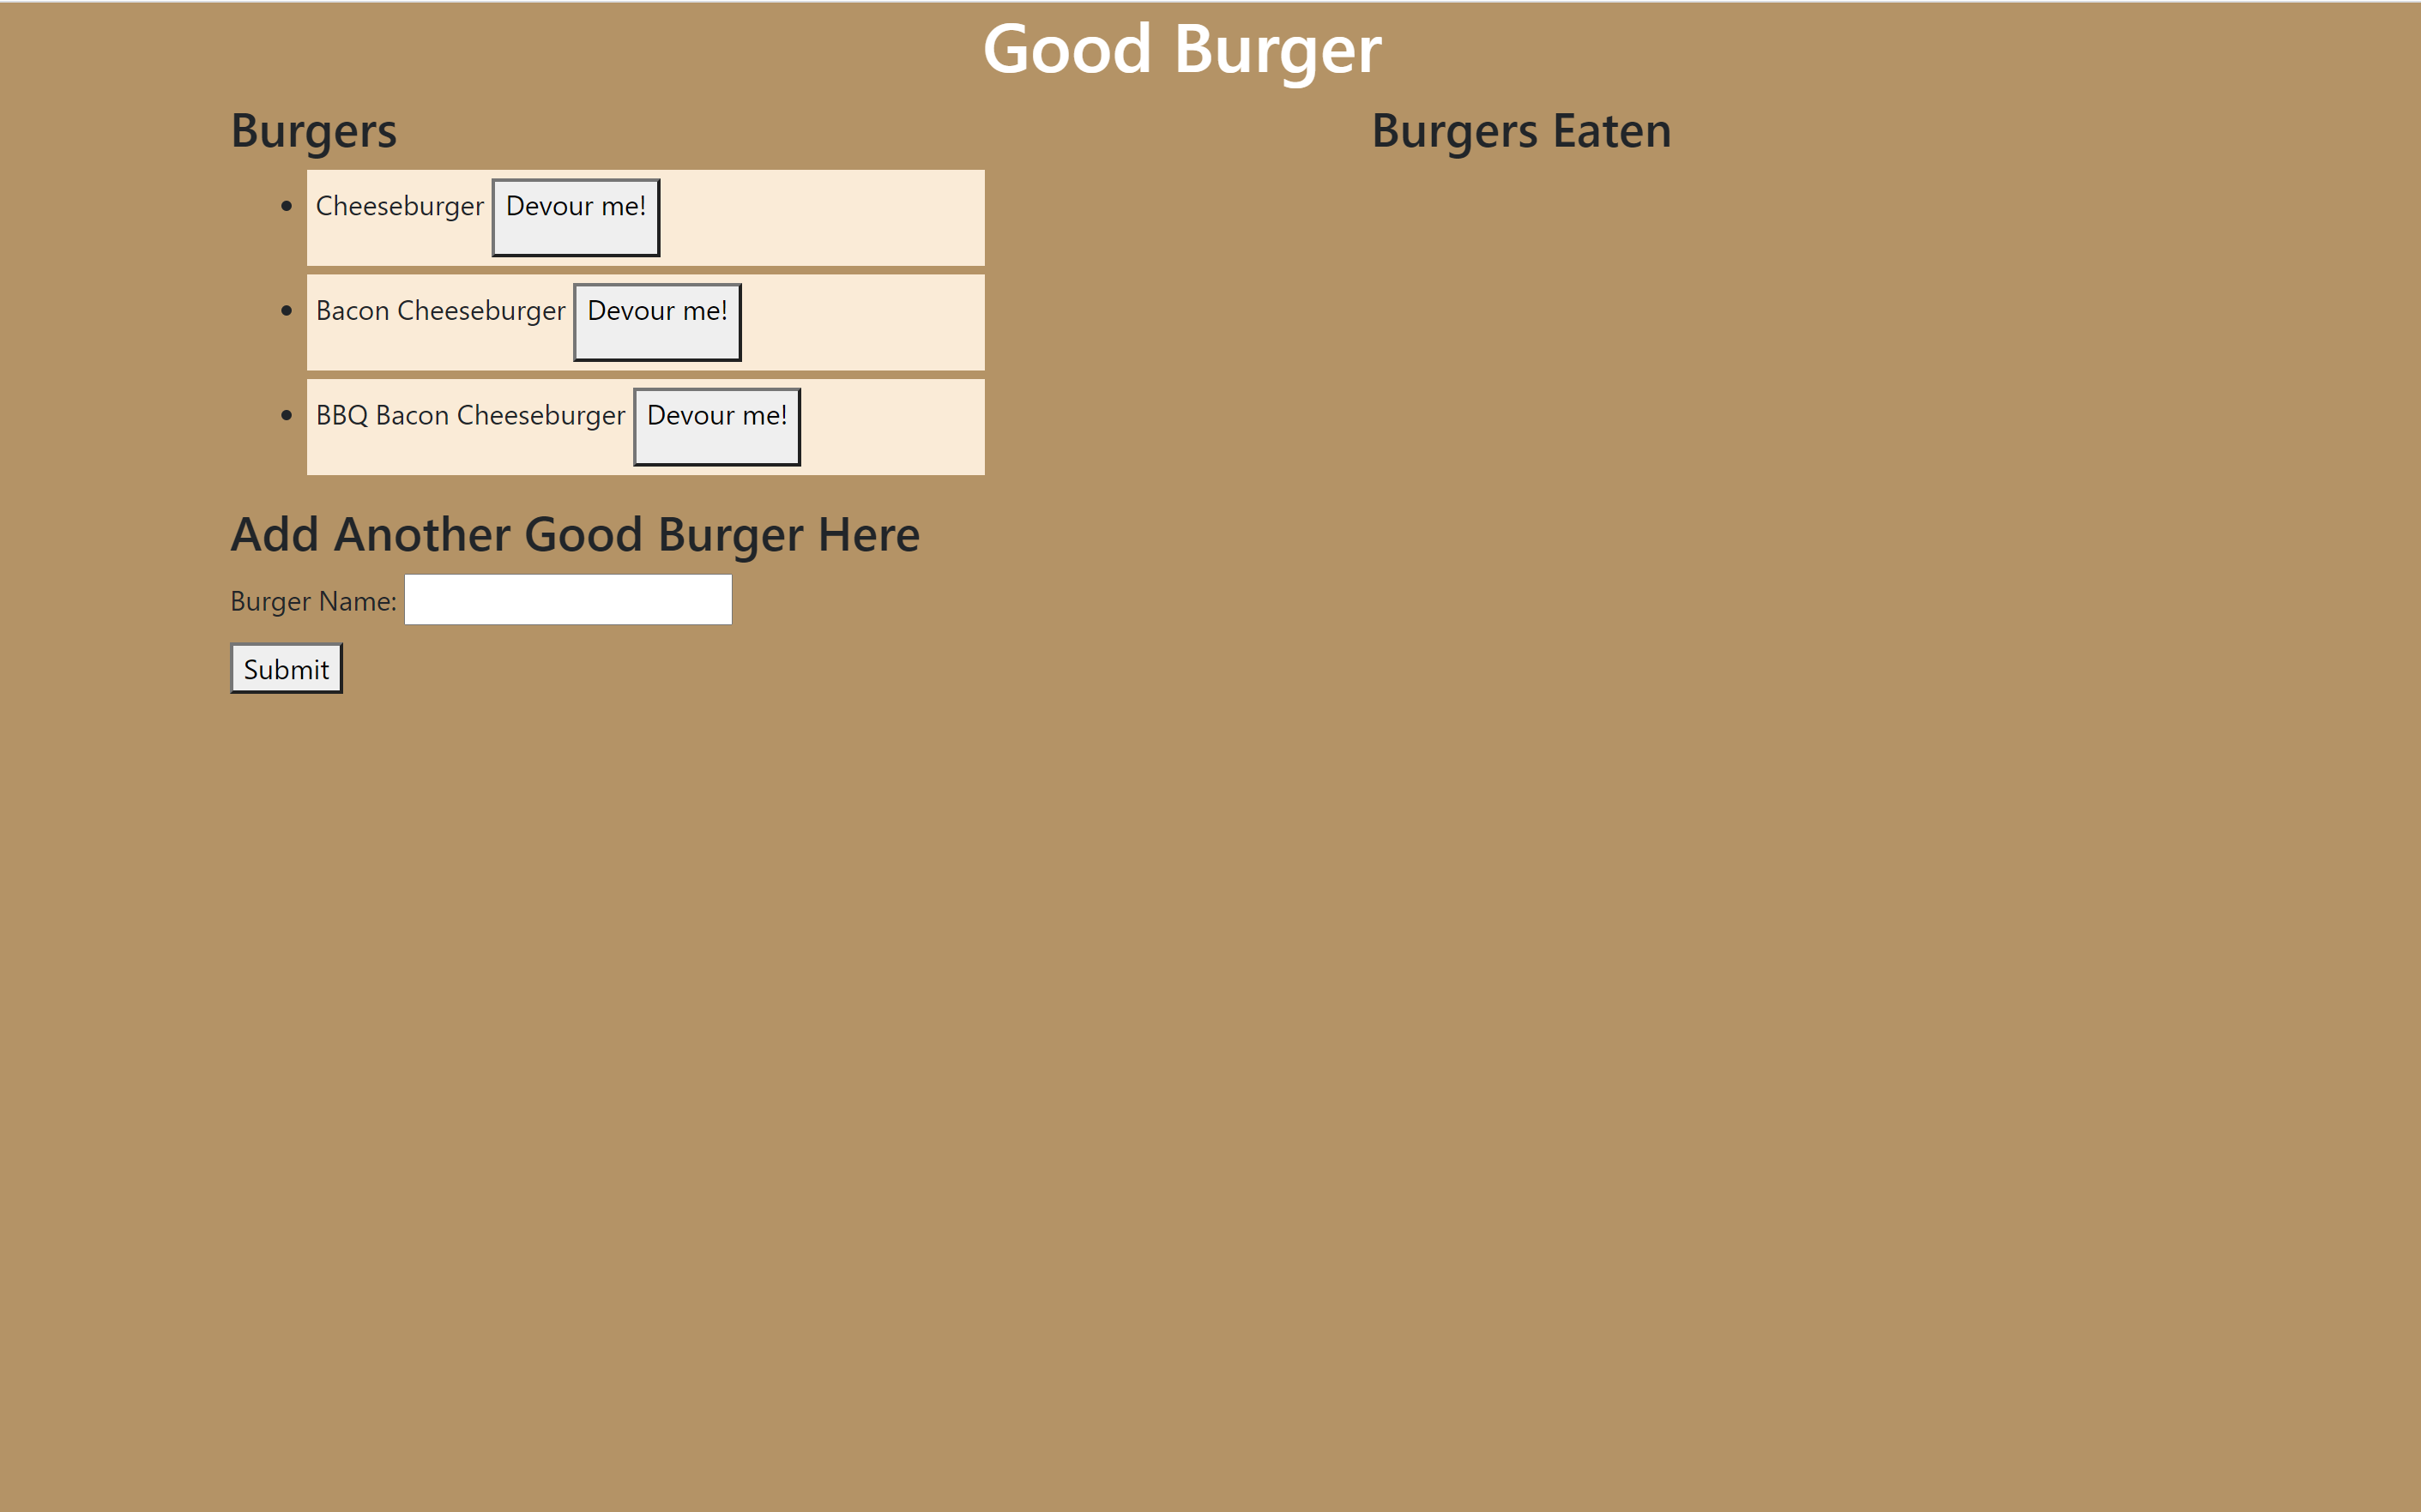 Good Burger
Burgers
Cheeseburger Devour me!
Bacon Cheeseburger Devour me!
BBQ Bacon Cheeseburger Devour me!
Add Another Good Burger Here
Burger Name:
Submit
Burgers Eaten